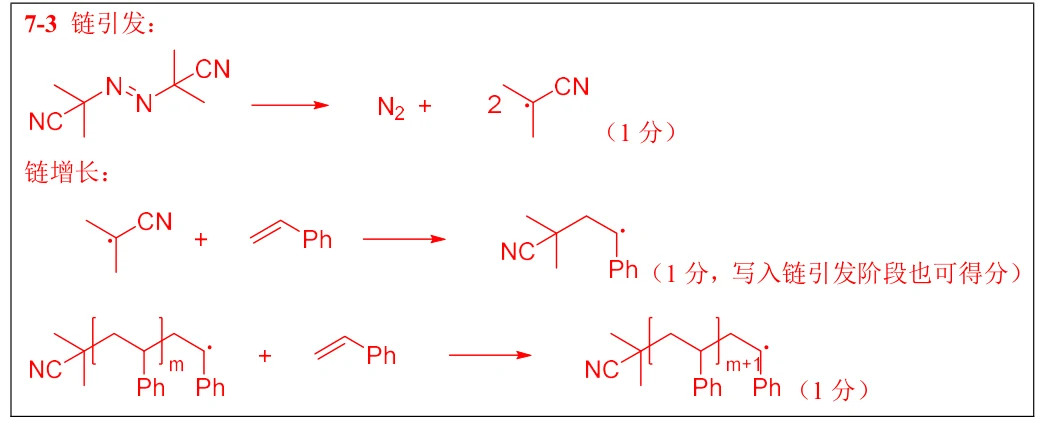 7-3 链引发：
NC N N CN N2 + 2 CN （1 分）
链增长：
CN + Ph NC Ph （1 分，写入链引发阶段也可得分）
NC m Ph Ph + Ph NC m+1 Ph Ph （1 分）